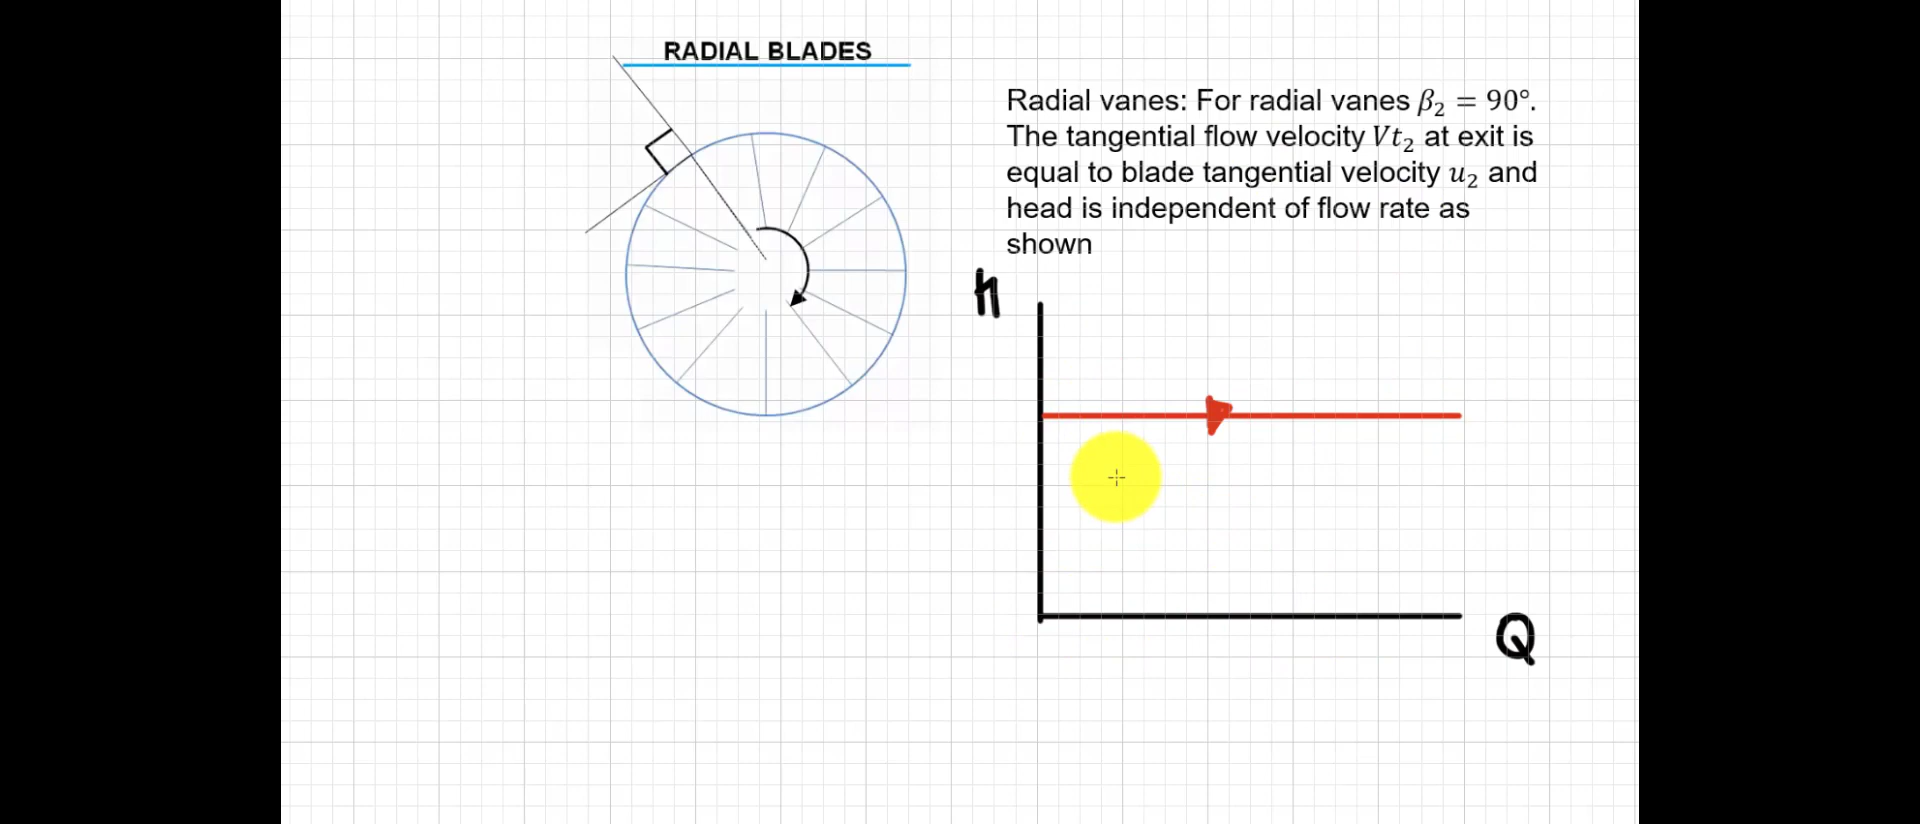 RADIAL BLADES
Radial vanes: For radial vanes 𝛽₂ = 90°.
The tangential flow velocity 𝑉𝑡₂ at exit is
equal to blade tangential velocity 𝑢₂ and
head is independent of flow rate as
shown
h
Q